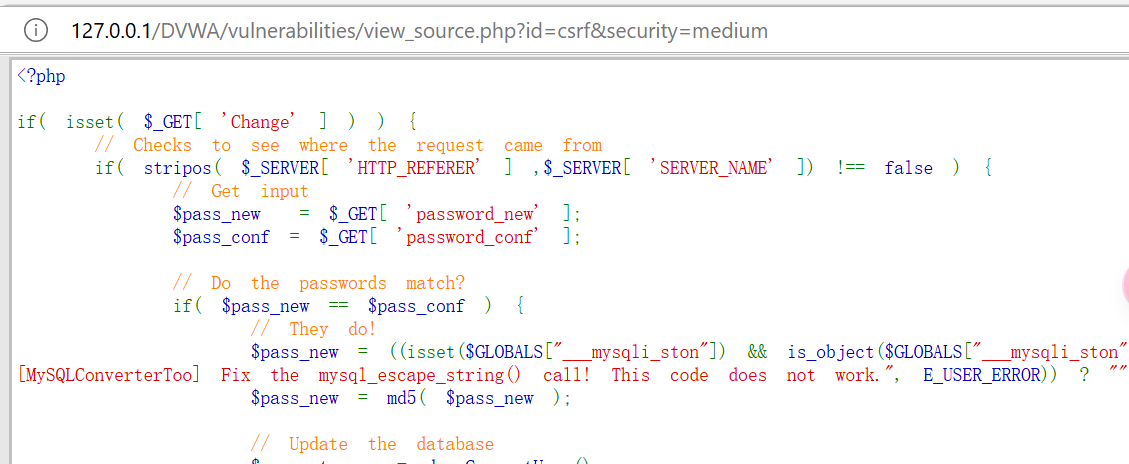 127.0.0.1/DVWA/vulnerabilities/view_source.php?id=csrf&security=medium
<?php
if( isset( $_GET[ 'Change' ] ) ) {
// Checks to see where the request came from
if( stripos( $_SERVER[ 'HTTP_REFERER' ] ,$_SERVER[ 'SERVER_NAME' ]) !== false ) {
// Get input
$pass_new = $_GET[ 'password_new' ];
$pass_conf = $_GET[ 'password_conf' ];
// Do the passwords match?
if( $pass_new == $pass_conf ) {
// They do!
$pass_new = ((isset($GLOBALS["___mysqli_ston"]) && is_object($GLOBALS["___mysqli_ston"
[MySQLConverterToo] Fix the mysql_escape_string() call! This code does not work.", E_USER_ERROR)) ? ""
$pass_new = md5( $pass_new );
// Update the database